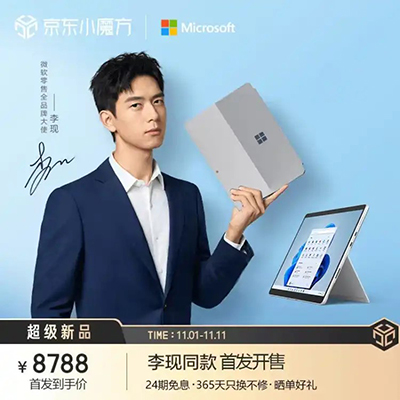 京东小魔方
Microsoft
微软零售全品牌大使
李现
超级新品
TIME：11.01-11.11
¥8788
首发到手价
李现同款 首发开售
24期免息·365天只换不修·晒单好礼